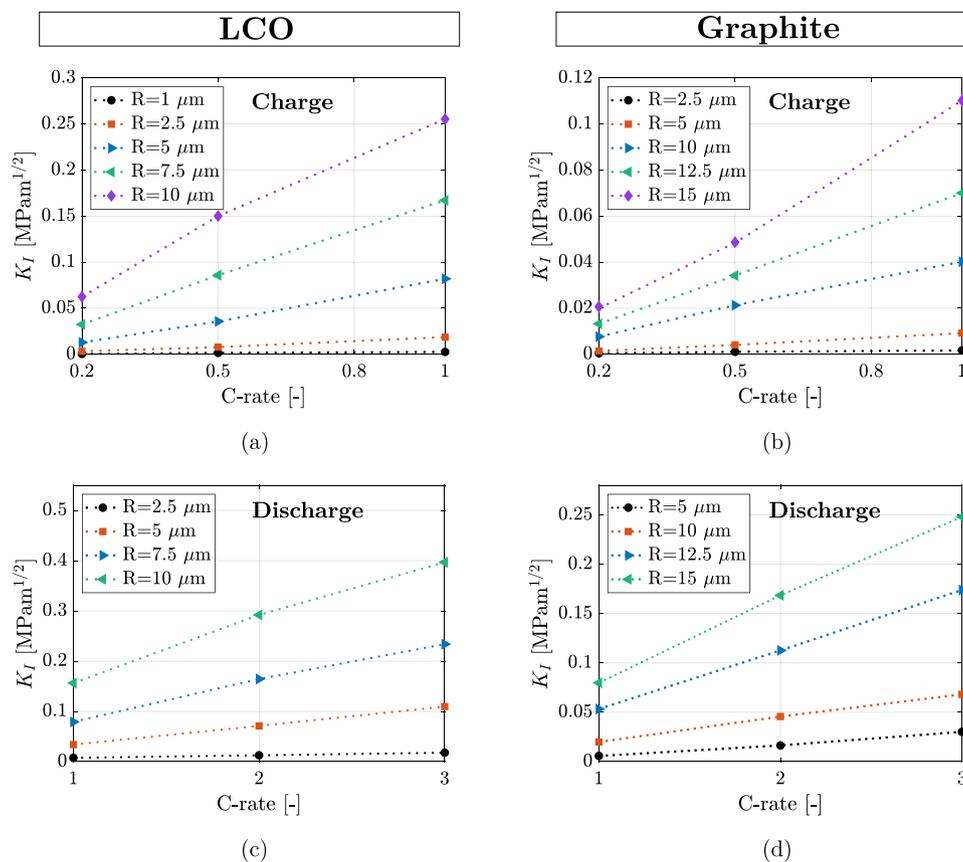 LCO
Graphite
0.3
0.25
0.2
0.15
0.1
0.05
0
K_I [MPam^{1/2}]
R=1 μm
R=2.5 μm
R=5 μm
R=7.5 μm
R=10 μm
Charge
0.2 0.5 0.8 1
C-rate [-]
(a)
0.12
0.1
0.08
0.06
0.04
0.02
0
K_I [MPam^{1/2}]
R=2.5 μm
R=5 μm
R=10 μm
R=12.5 μm
R=15 μm
Charge
0.2 0.5 0.8 1
C-rate [-]
(b)
0.5
0.4
0.3
0.2
0.1
0
K_I [MPam^{1/2}]
R=2.5 μm
R=5 μm
R=7.5 μm
R=10 μm
Discharge
1 2 3
C-rate [-]
(c)
0.25
0.2
0.15
0.1
0.05
0
K_I [MPam^{1/2}]
R=5 μm
R=10 μm
R=12.5 μm
R=15 μm
Discharge
1 2 3
C-rate [-]
(d)